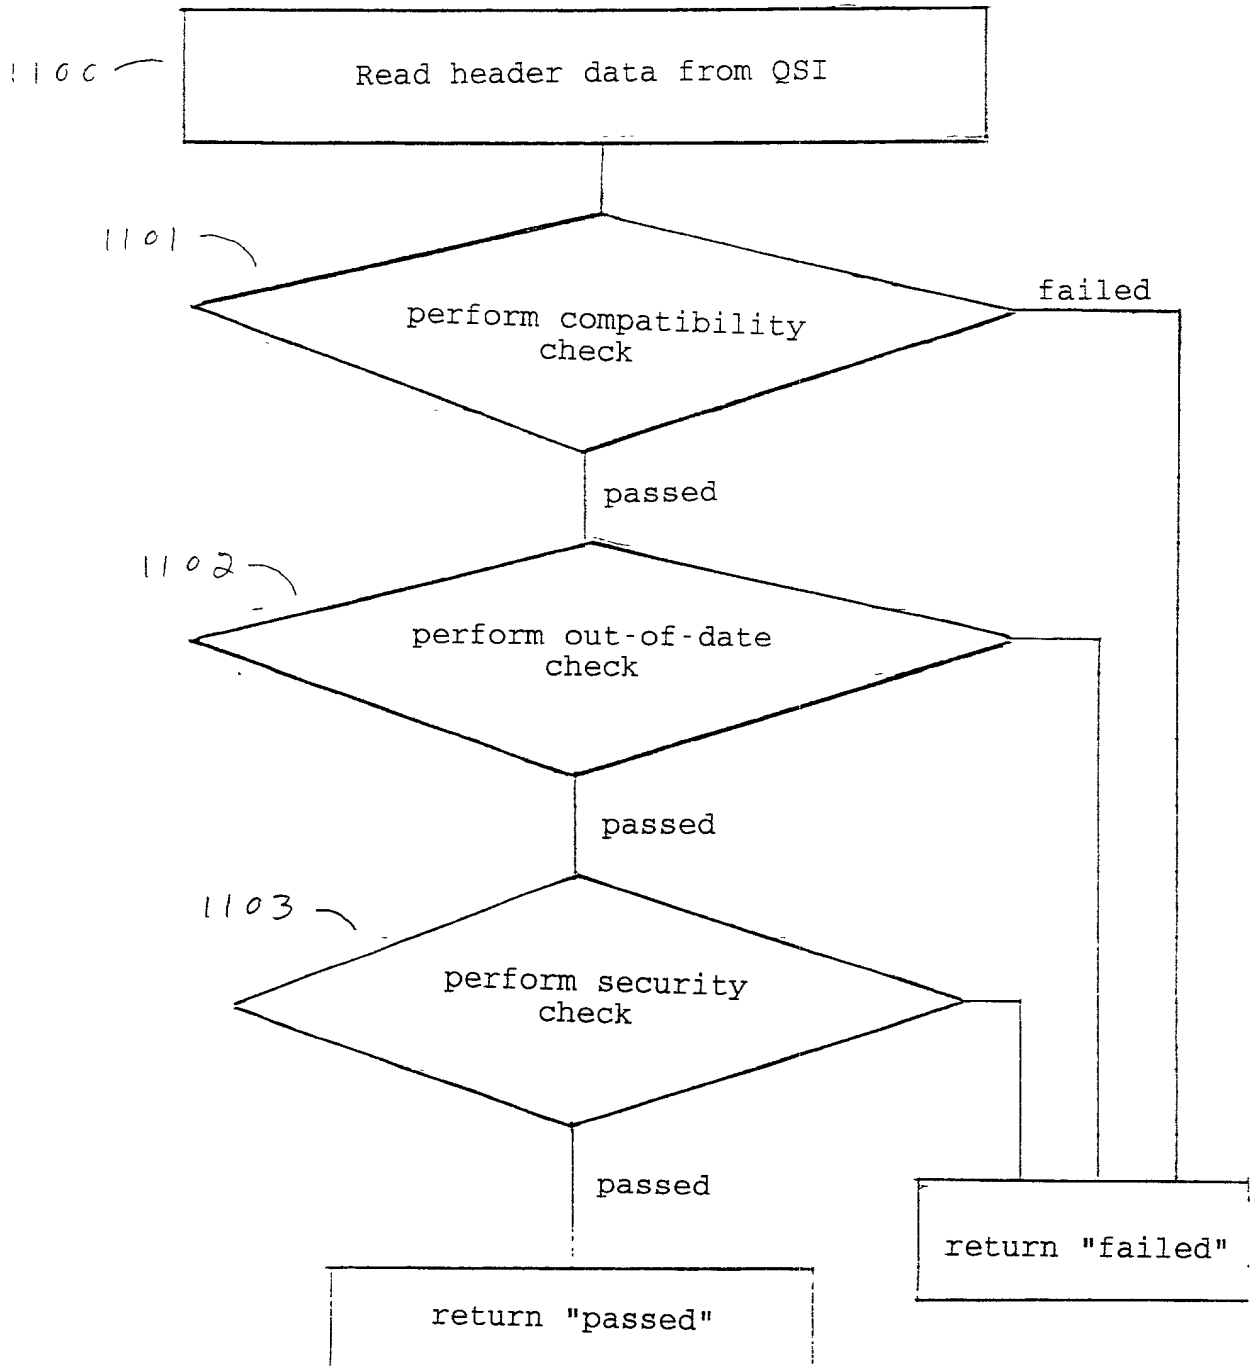 1100
Read header data from QSI
1101
failed
perform compatibility
check
passed
1102
perform out-of-date
check
passed
1103
perform security
check
passed
return "failed"
return "passed"